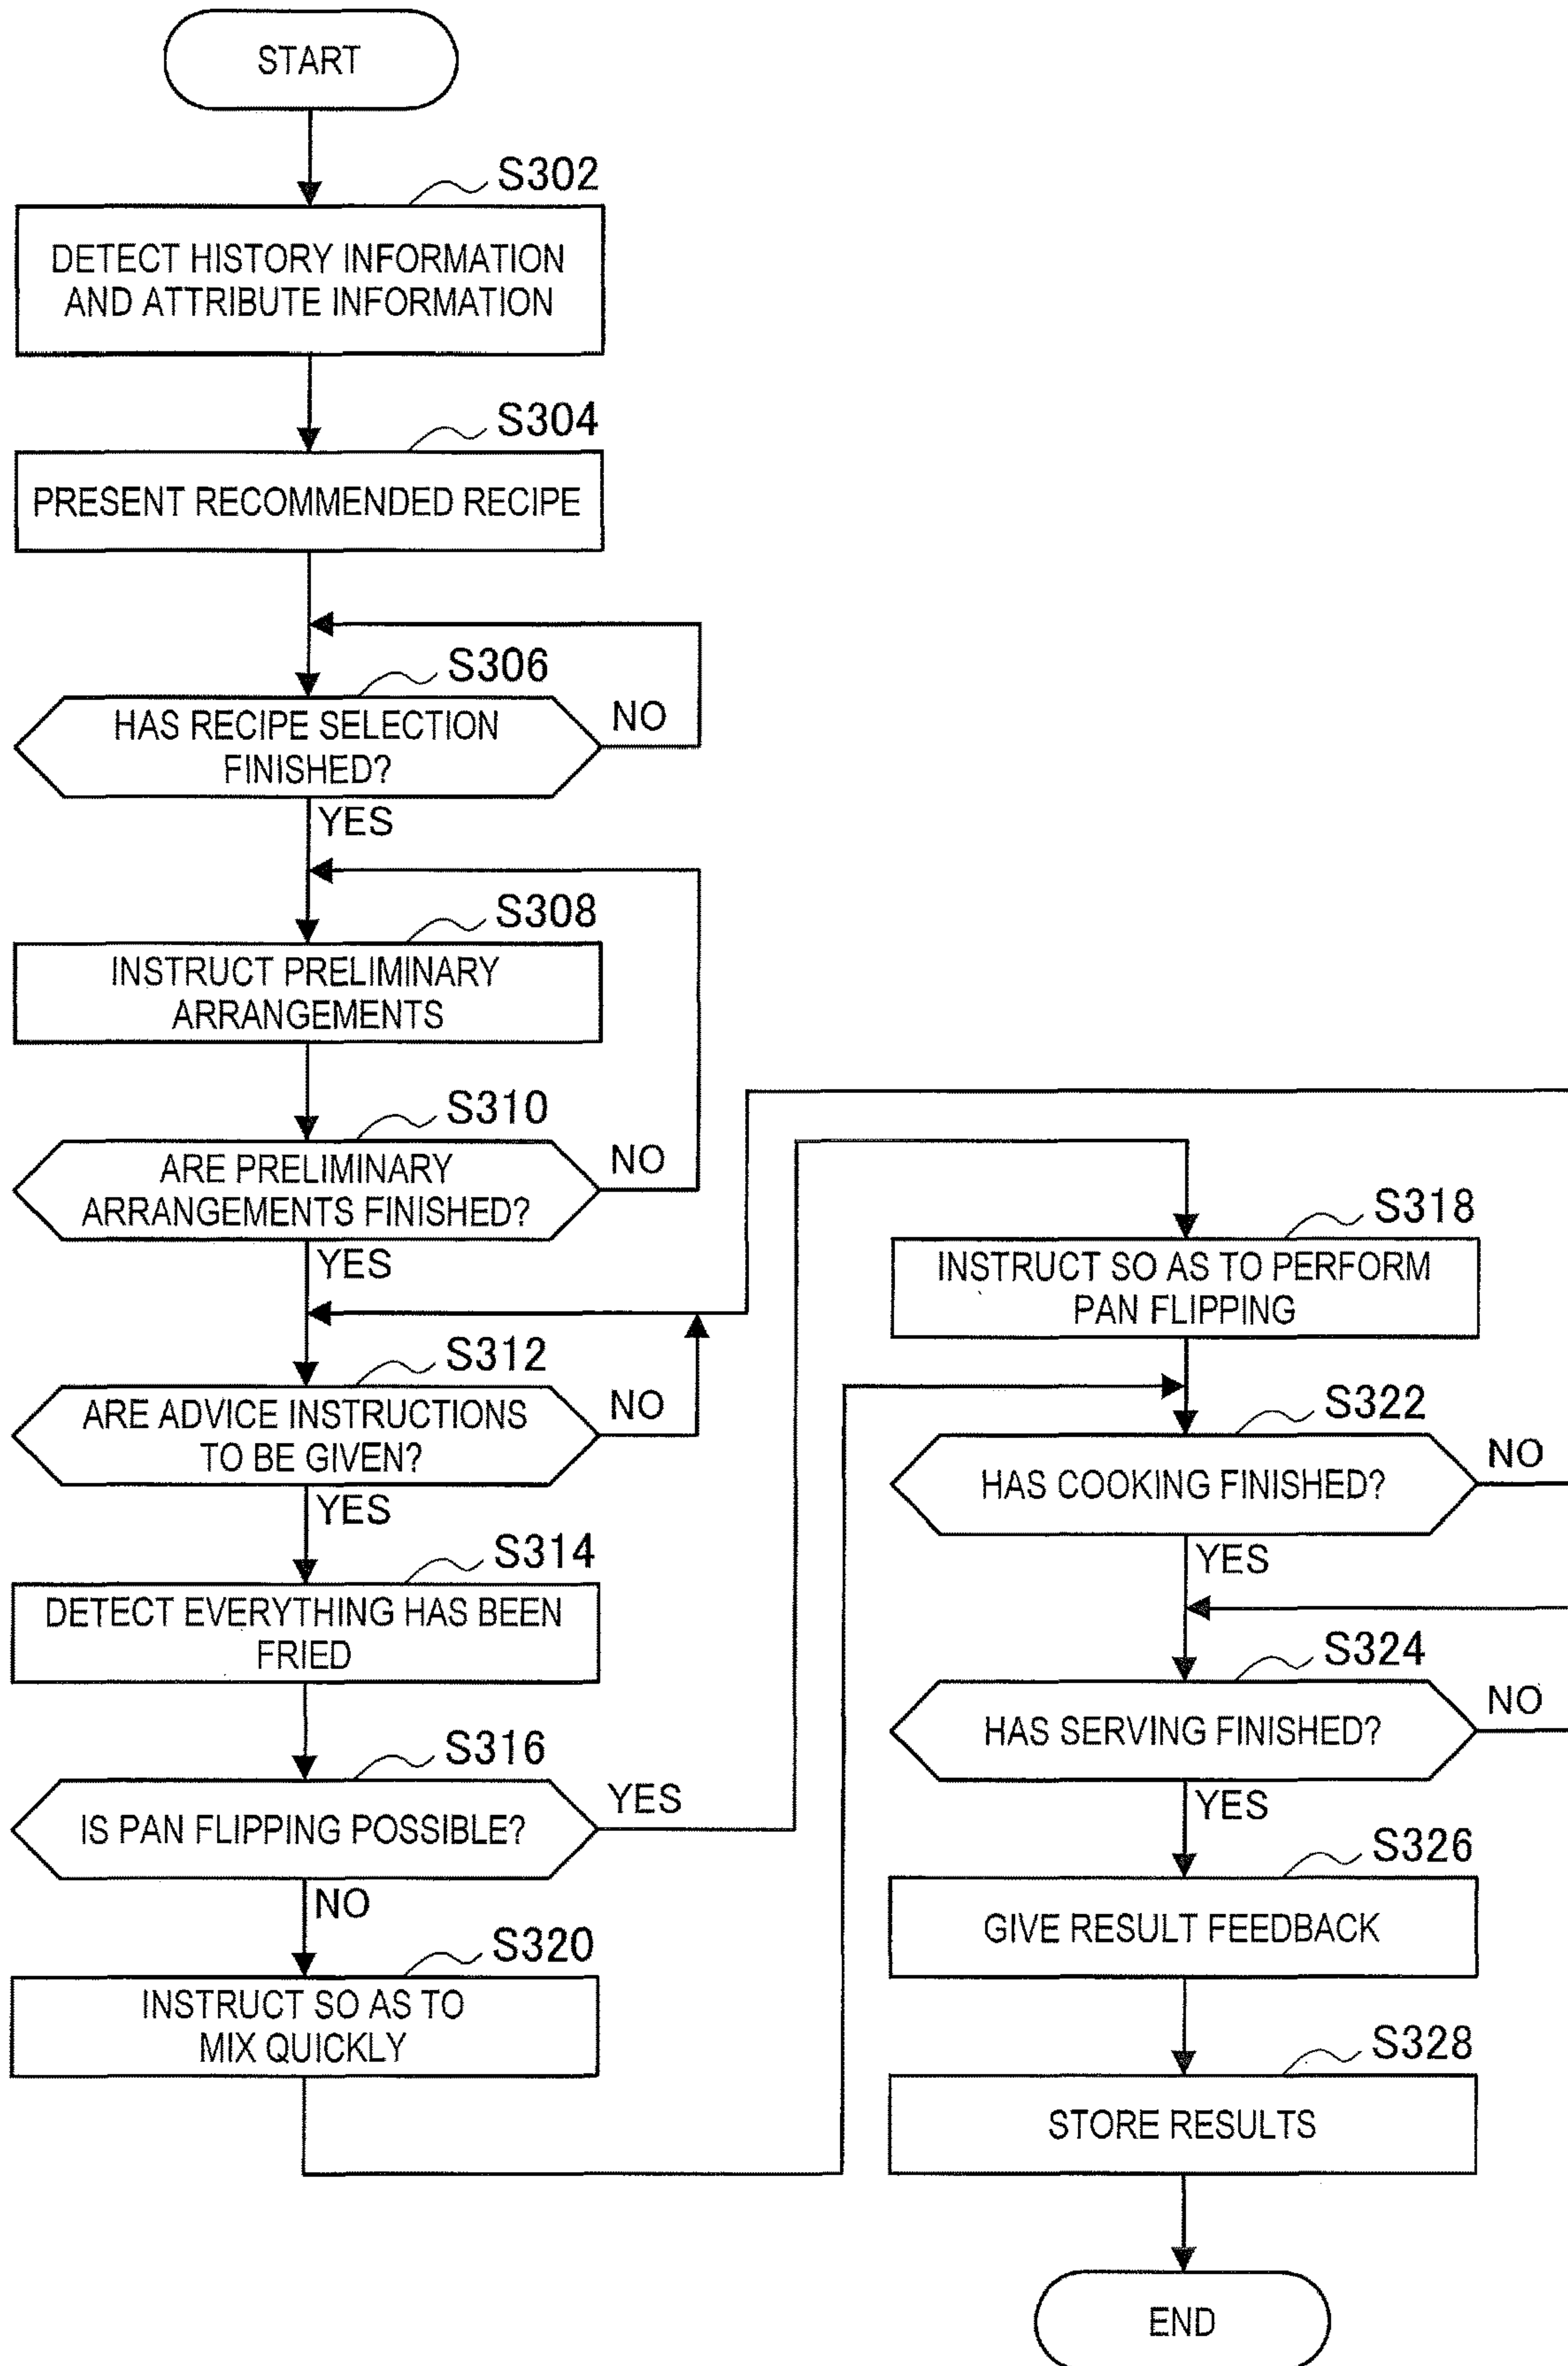 START
S302
DETECT HISTORY INFORMATION
AND ATTRIBUTE INFORMATION
S304
PRESENT RECOMMENDED RECIPE
S306
HAS RECIPE SELECTION
FINISHED?
NO
YES
S308
INSTRUCT PRELIMINARY
ARRANGEMENTS
S310
ARE PRELIMINARY
ARRANGEMENTS FINISHED?
NO
YES
S312
ARE ADVICE INSTRUCTIONS
TO BE GIVEN?
NO
YES
S314
DETECT EVERYTHING HAS BEEN
FRIED
S316
IS PAN FLIPPING POSSIBLE?
YES
NO
S320
INSTRUCT SO AS TO
MIX QUICKLY
S318
INSTRUCT SO AS TO PERFORM
PAN FLIPPING
S322
HAS COOKING FINISHED?
NO
YES
S324
HAS SERVING FINISHED?
NO
YES
S326
GIVE RESULT FEEDBACK
S328
STORE RESULTS
END